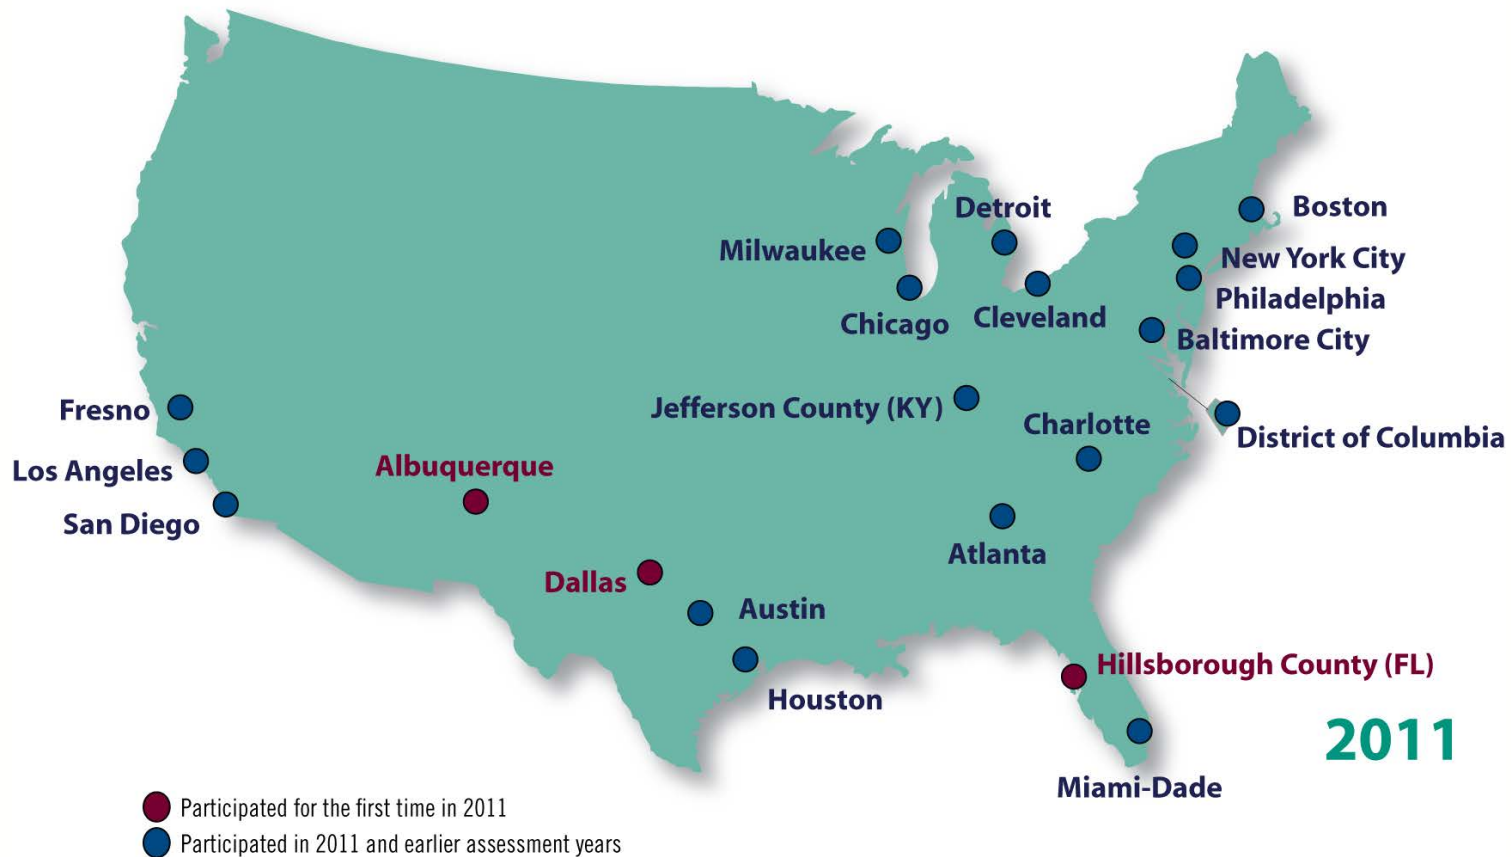 Detroit
Boston
Milwaukee
New York City
Philadelphia
Chicago
Cleveland
Baltimore City
Fresno
Jefferson County (KY)
Charlotte
District of Columbia
Los Angeles
Albuquerque
San Diego
Atlanta
Dallas
Austin
Hillsborough County (FL)
Houston
2011
Miami-Dade
Participated for the first time in 2011
Participated in 2011 and earlier assessment years